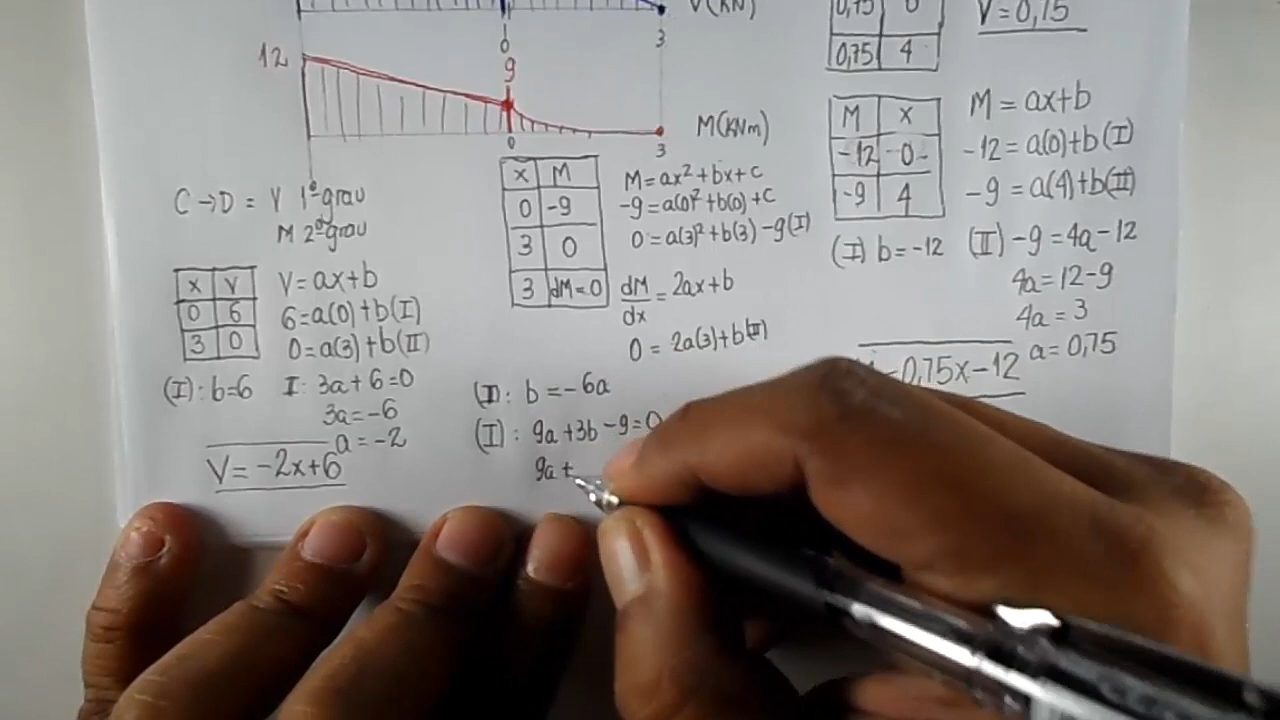 V(KN)
0
3
12
9
M(KNm)
0
3
0,75 0
0,75 4
V=0,15
C→D = V 1º grau
M 2º grau
X V
0 6
3 0
V=ax+b
6=a(0)+b(I)
0=a(3)+b(II)
(I): b=6
I: 3a+6=0
3a=-6
a=-2
V=-2x+6
X M
0 -9
3 0
3 dM=0
M=ax²+bx+c
-9=a(0)²+b(0)+c
0=a(3)²+b(3)-9(I)
dM/dx = 2ax+b
0 = 2a(3)+b(II)
(II): b=-6a
(I): 9a+3b-9=0
9a+
M X
-12 0
-9 4
M=ax+b
-12=a(0)+b(I)
-9=a(4)+b(II)
(I) b=-12
(II) -9=4a-12
4a=12-9
4a=3
a=0,75
0,75x-12